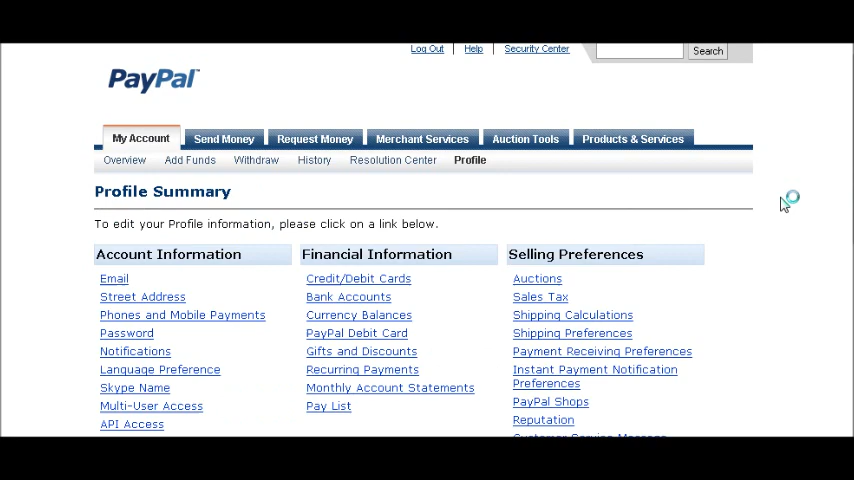 Log Out | Help | Security Center Search
PayPal
My Account Send Money Request Money Merchant Services Auction Tools Products & Services
Overview Add Funds Withdraw History Resolution Center Profile
Profile Summary
To edit your Profile information, please click on a link below.
Account Information
Email
Street Address
Phones and Mobile Payments
Password
Notifications
Language Preference
Skype Name
Multi-User Access
API Access
Financial Information
Credit/Debit Cards
Bank Accounts
Currency Balances
PayPal Debit Card
Gifts and Discounts
Recurring Payments
Monthly Account Statements
Pay List
Selling Preferences
Auctions
Sales Tax
Shipping Calculations
Shipping Preferences
Payment Receiving Preferences
Instant Payment Notification
Preferences
PayPal Shops
Reputation
Customer Service Message